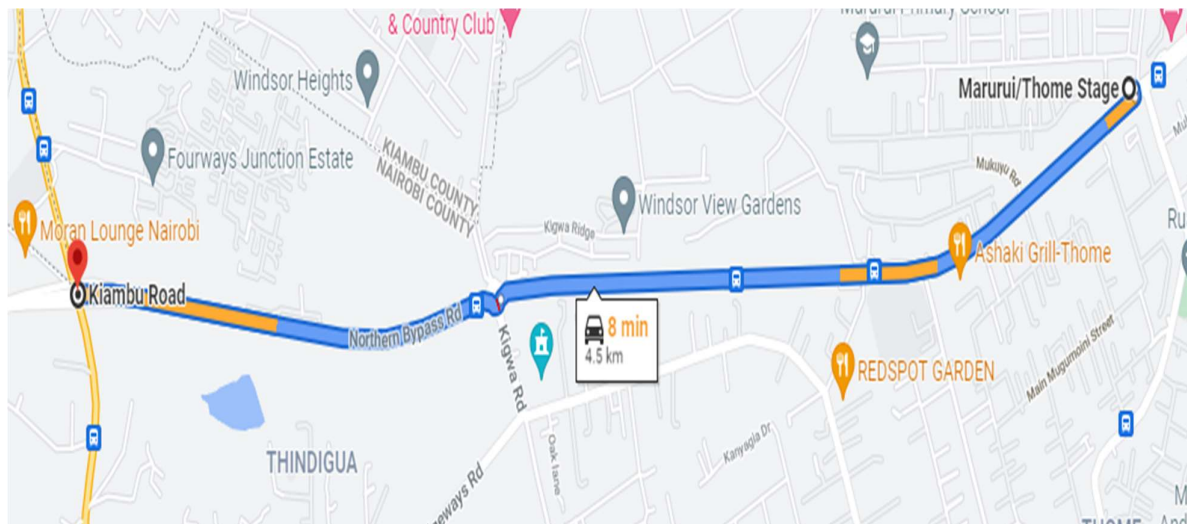 & Country Club
Windsor Heights
Marurui/Thome Stage
Fourways Junction Estate
KIAMBU COUNTY
NAIROBI COUNTY
Mukuyu Rd
Windsor View Gardens
Kigwa Ridge
Moran Lounge Nairobi
Ashaki Grill-Thome
Kiambu Road
Northern Bypass Rd
8 min
4.5 km
Kigwa Rd
REDSPOT GARDEN
Main Mugumoini Street
THINDIGUA
Kanyagia Dr
Oak lane